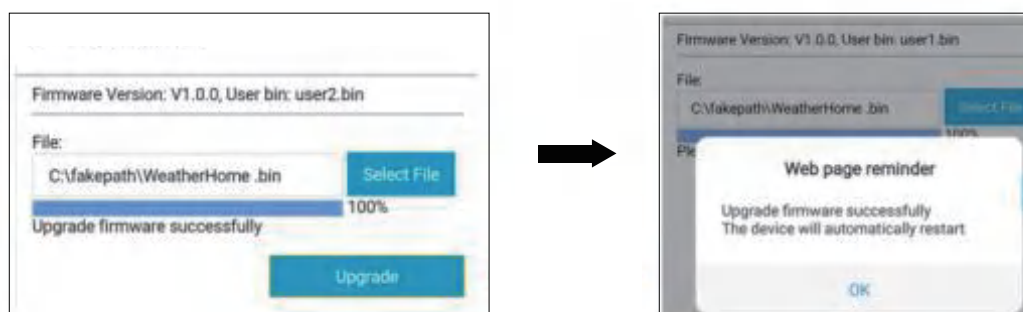 Firmware Version: V1.0.0, User bin: user2.bin
File:
C:\fakepath\WeatherHome .bin
Select File
100%
Upgrade firmware successfully
Upgrade
Firmware Version: V1.0.0, User bin: user1.bin
File:
C:\fakepath\WeatherHome .bin
Select File
100%
Web page reminder
Upgrade firmware successfully
The device will automatically restart
OK